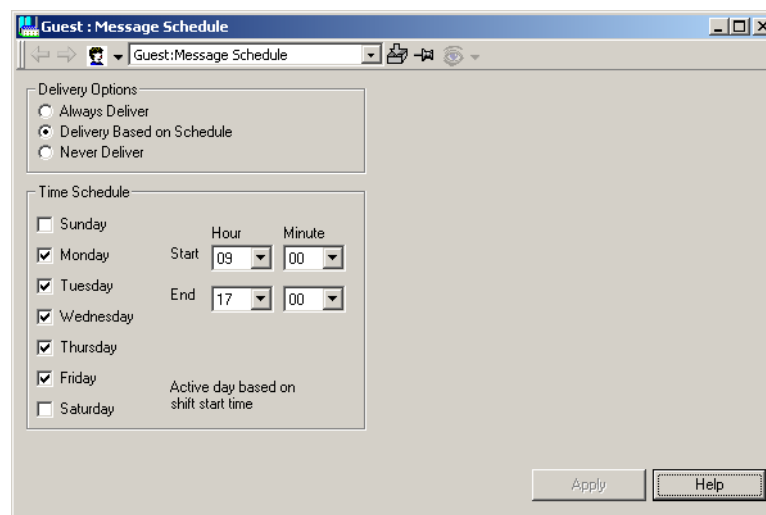 Guest : Message Schedule
Guest:Message Schedule
Delivery Options
Always Deliver
Delivery Based on Schedule
Never Deliver
Time Schedule
Sunday
Hour Minute
Monday
Start 09 00
Tuesday
End 17 00
Wednesday
Thursday
Friday
Active day based on
shift start time
Saturday
Apply Help